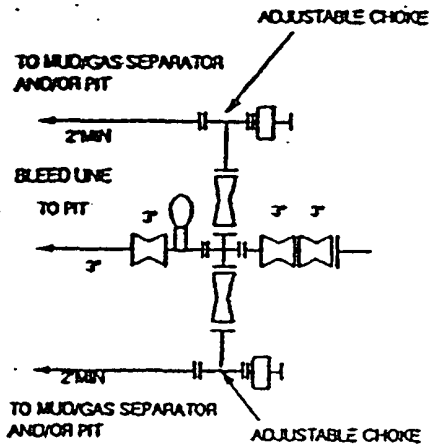 ADJUSTABLE CHOKE
TO MUD/GAS SEPARATOR
AND/OR PIT
2"MIN
BLEED LINE
TO PIT
3"
3" 3"
3"
2"MIN
TO MUD/GAS SEPARATOR
AND/OR PIT
ADJUSTABLE CHOKE